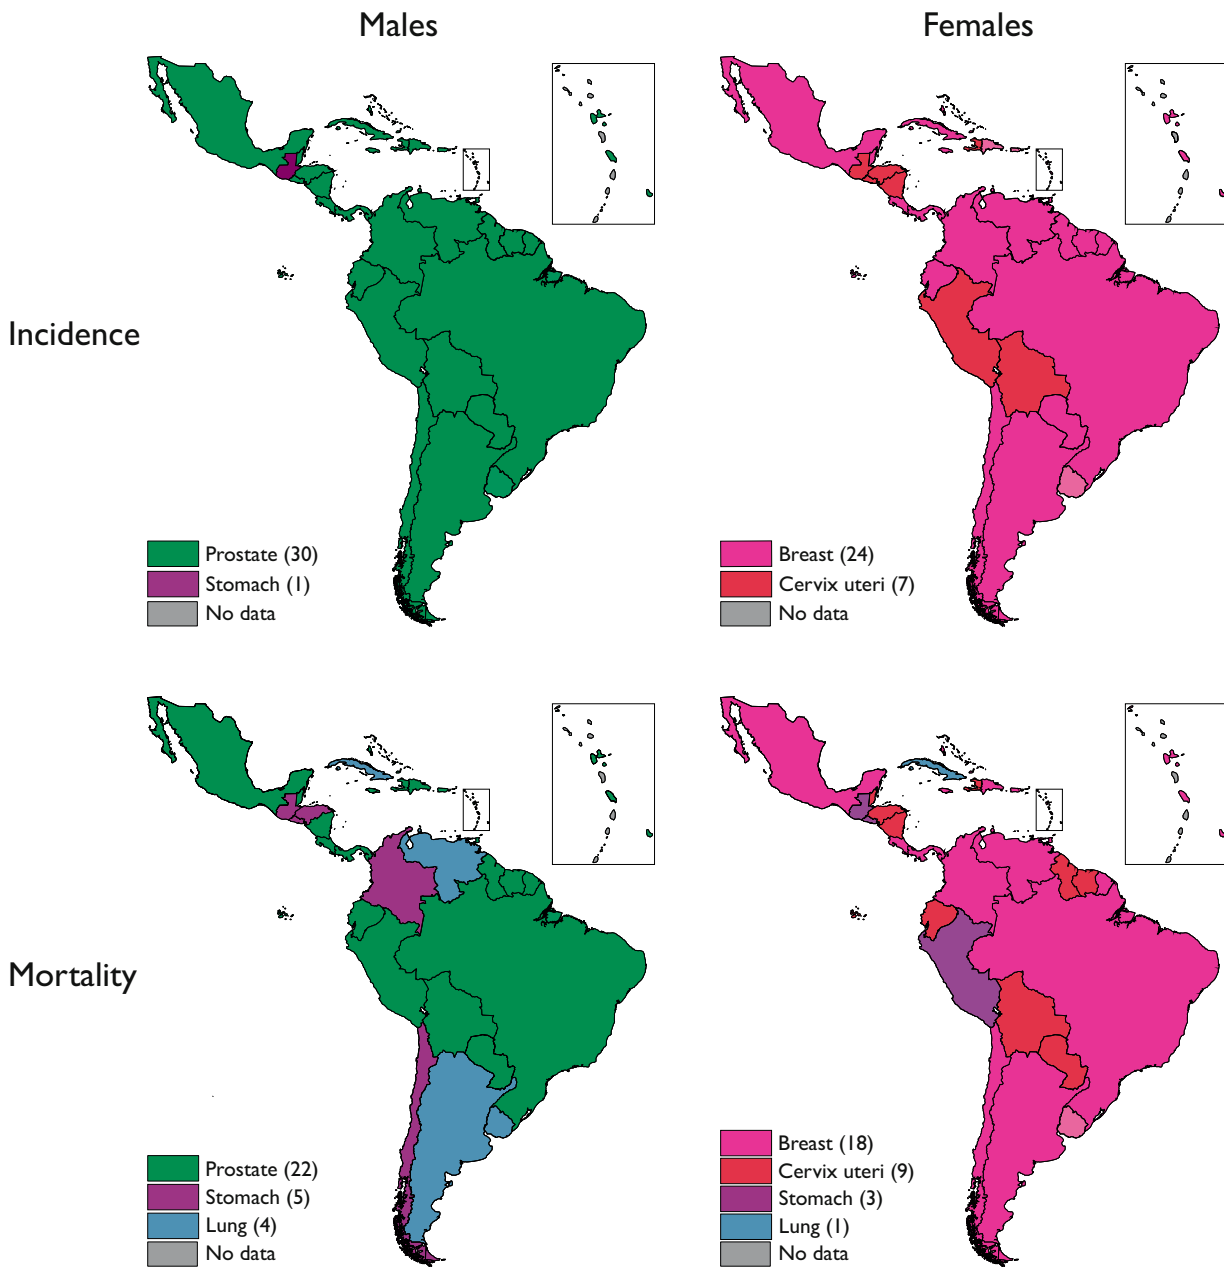 Males
Females
Incidence
Prostate (30)
Stomach (1)
No data
Breast (24)
Cervix uteri (7)
No data
Mortality
Prostate (22)
Stomach (5)
Lung (4)
No data
Breast (18)
Cervix uteri (9)
Stomach (3)
Lung (1)
No data